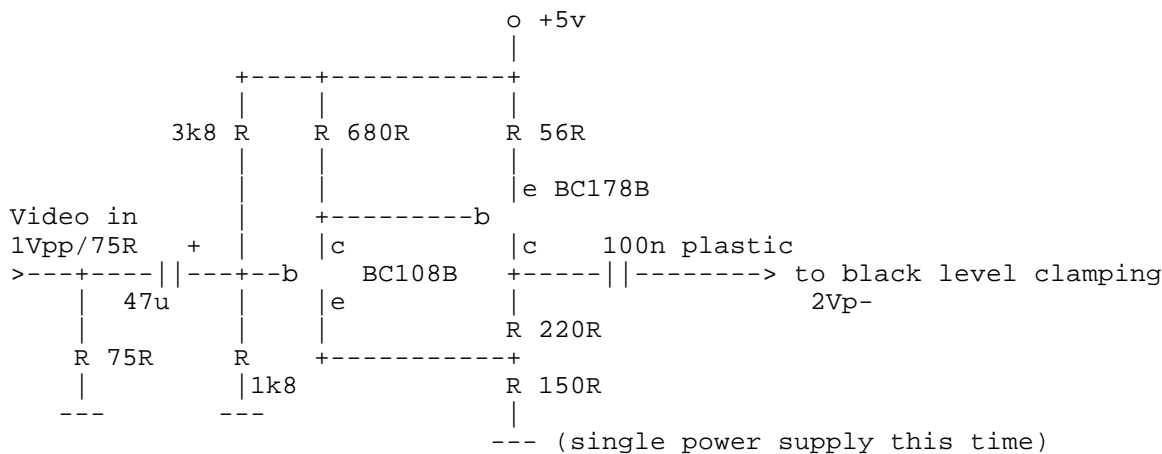 o +5v
|
+----+-----------+
|    |           |
3k8 R    R 680R      R 56R
|    |           |
|    |           |e BC178B
Video in        |    +---------b
1Vpp/75R   +    |    |c          |c    100n plastic
>---+----||---+--b    BC108B     +-----||--------> to black level clamping
|   47u     |    |e          |                 2Vp-
|           |    |           R 220R
R 75R       R    +-----------+
|           |1k8             R 150R
---         ---              |
--- (single power supply this time)